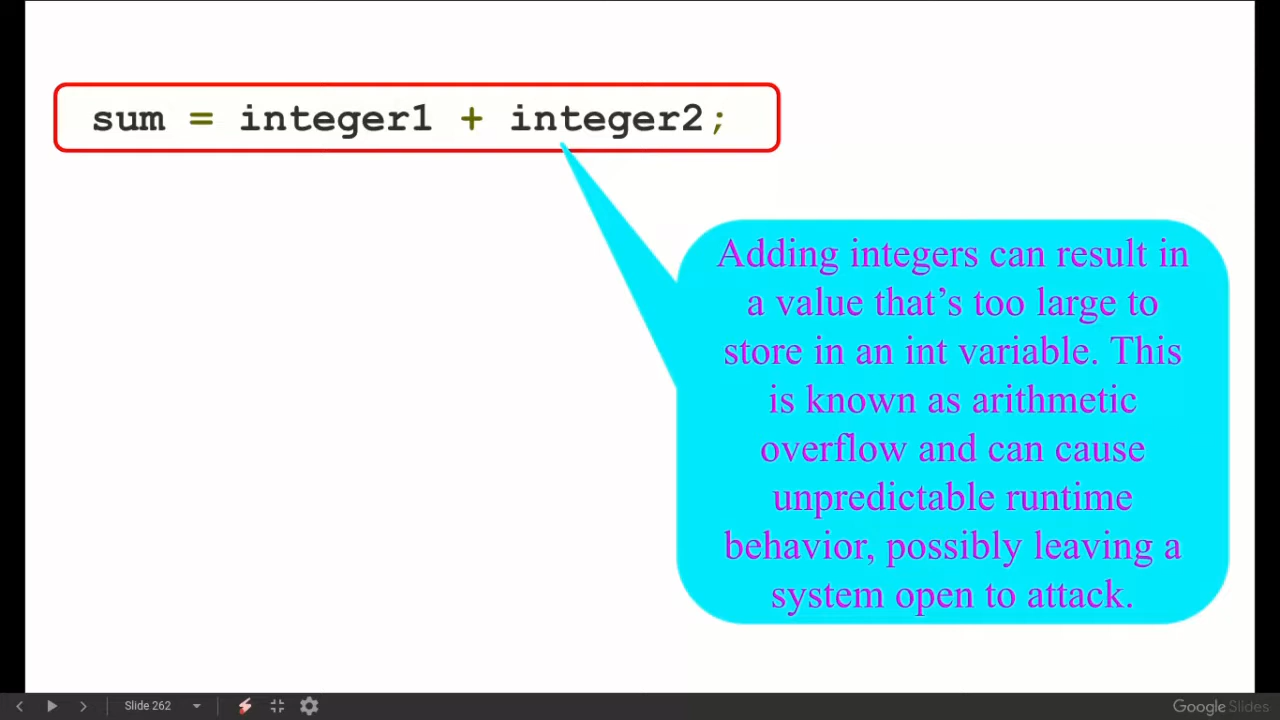 sum = integer1 + integer2;
Adding integers can result in
a value that’s too large to
store in an int variable. This
is known as arithmetic
overflow and can cause
unpredictable runtime
behavior, possibly leaving a
system open to attack.
Slide 262
Google Slides